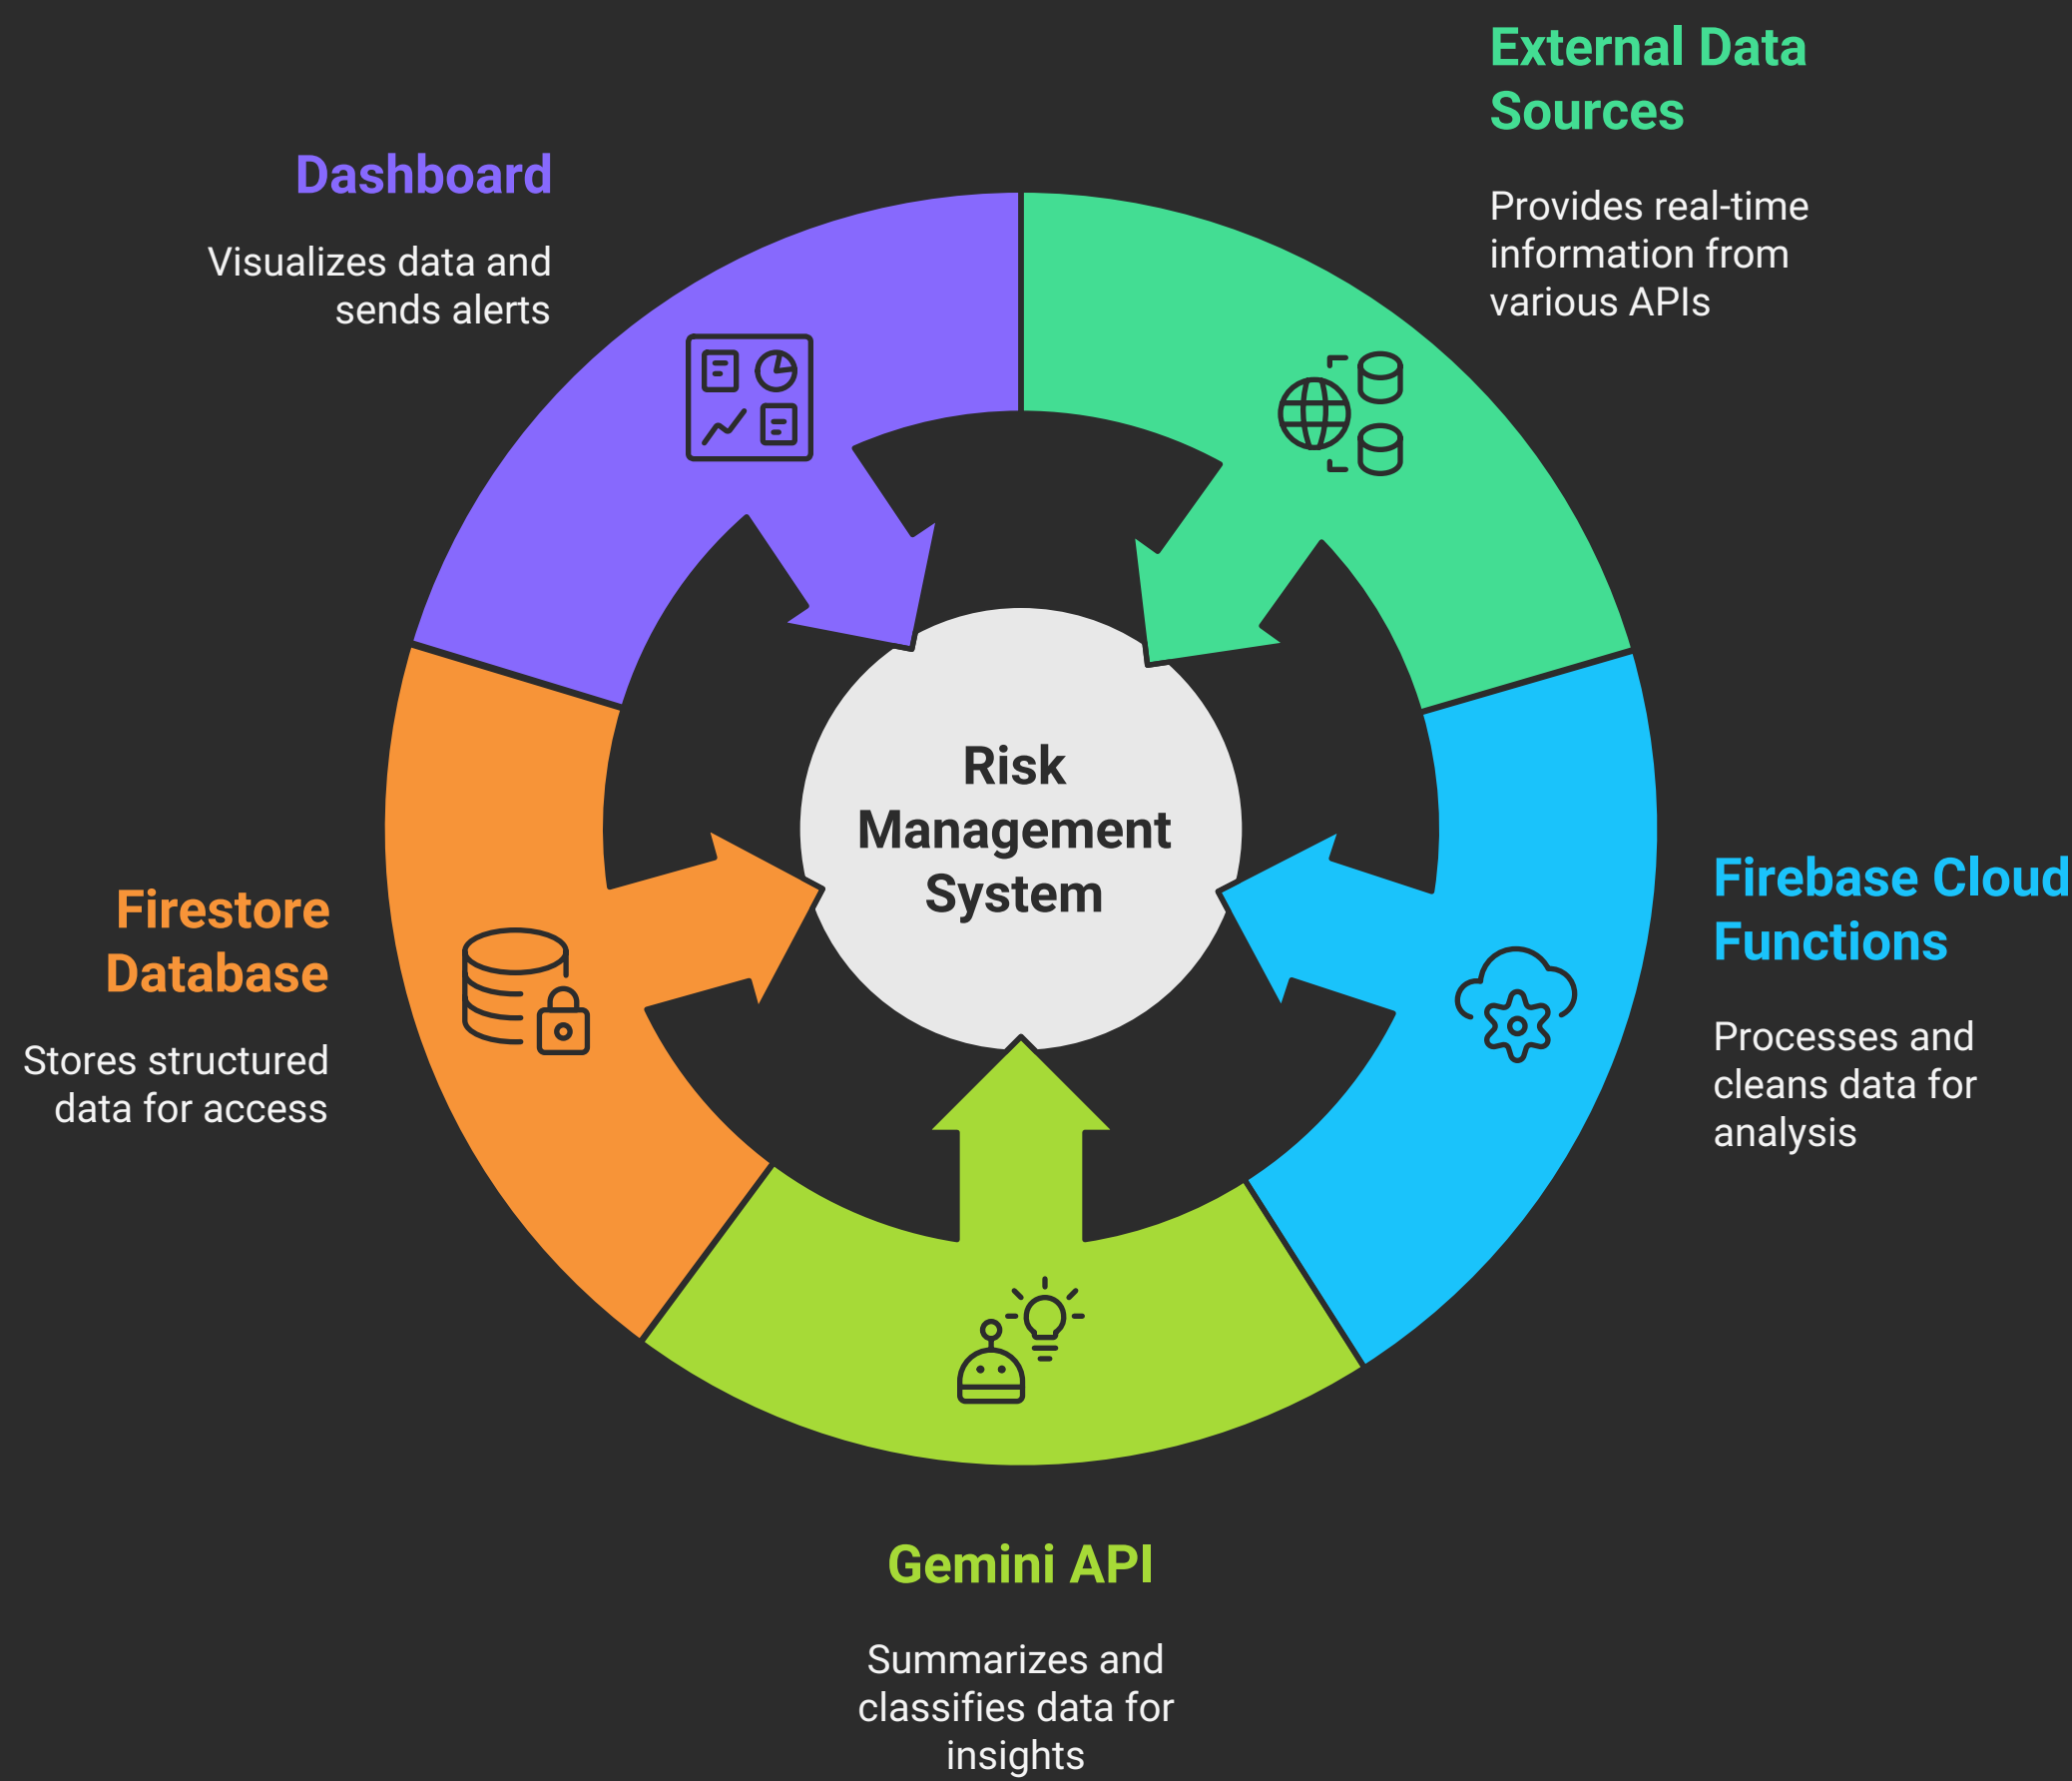 External Data
Sources
Provides real-time
information from
various APIs
Dashboard
Visualizes data and
sends alerts
Risk
Management
System
Firebase Cloud
Functions
Processes and
cleans data for
analysis
Firestore
Database
Stores structured
data for access
Gemini API
Summarizes and
classifies data for
insights